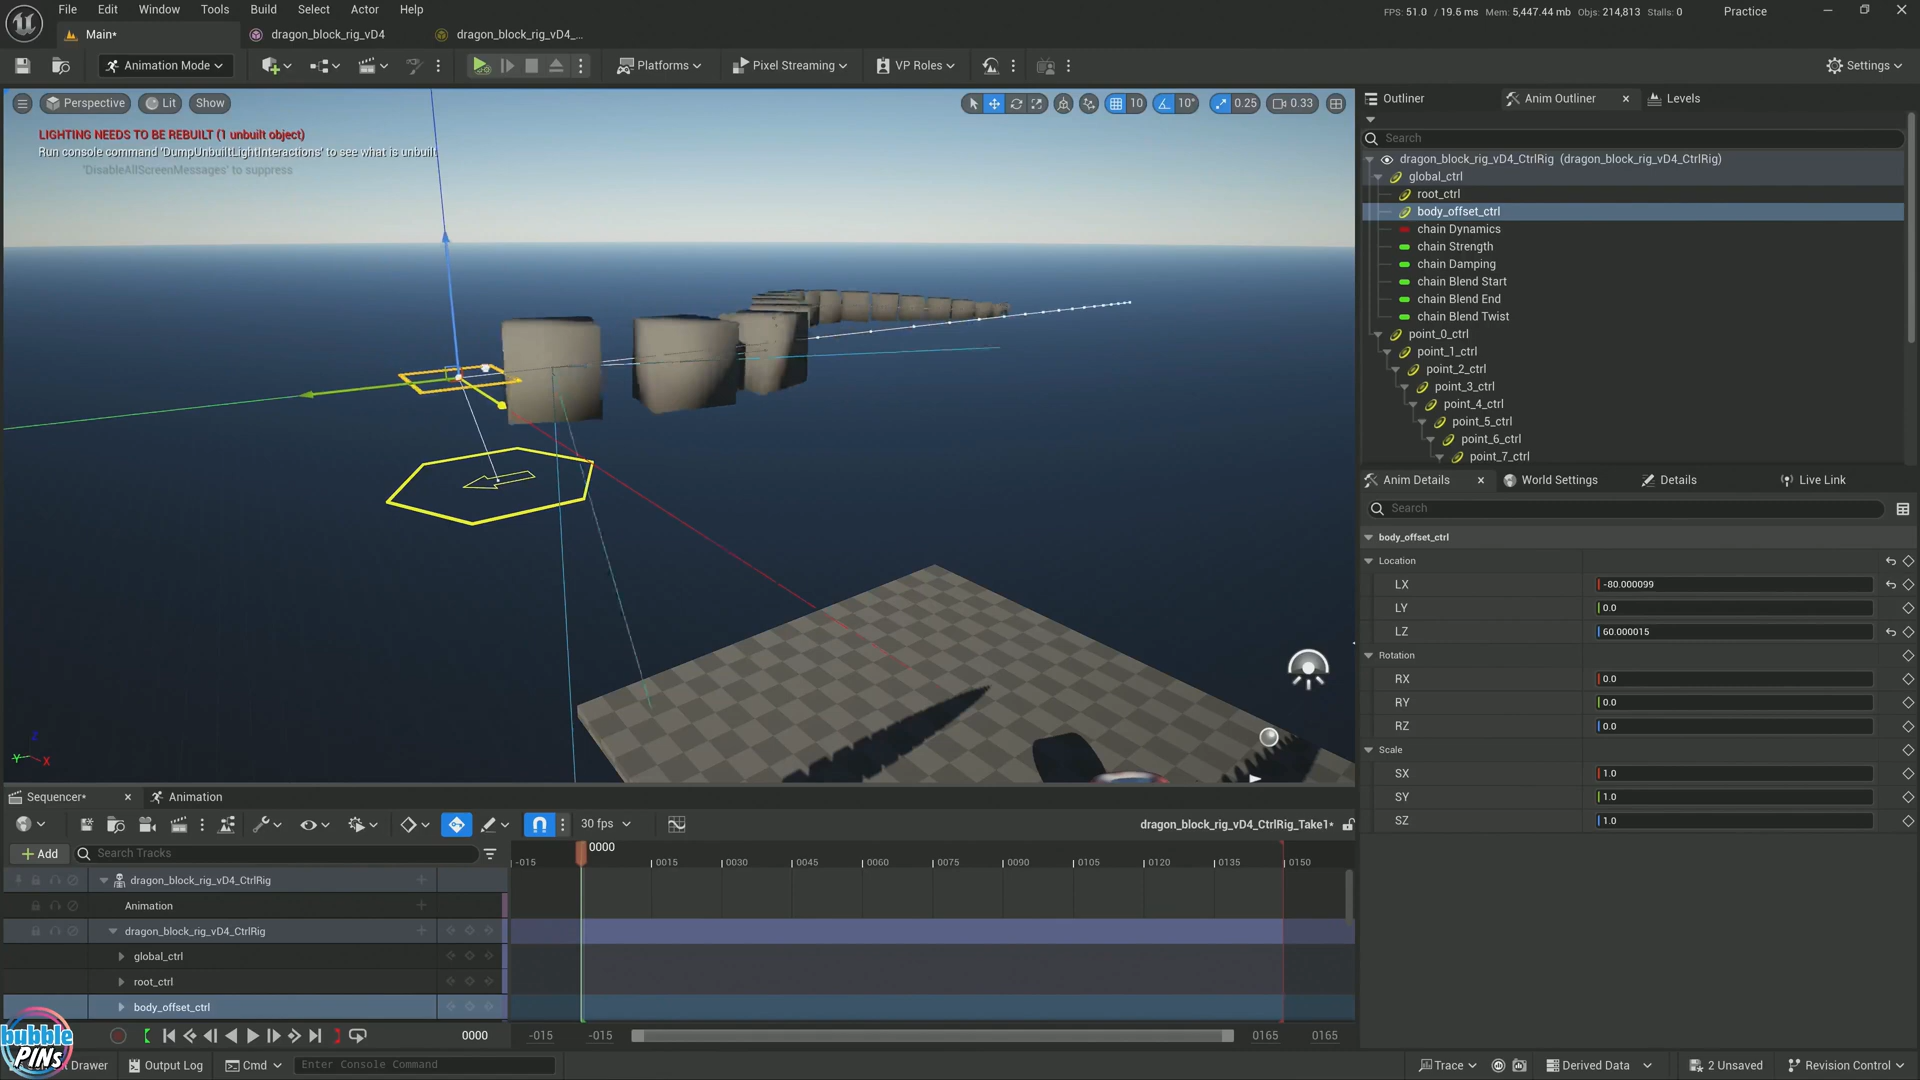 File Edit Window Tools Build Select Actor Help
FPS: 51.0 / 19.6 ms Mem: 5,447.44 mb Objs: 214,813 Stalls: 0 Practice
Main* dragon_block_rig_vD4 dragon_block_rig_vD4_...
Animation Mode Platforms Pixel Streaming VP Roles Settings
Perspective Lit Show 10 10° 0.25 0.33
LIGHTING NEEDS TO BE REBUILT (1 unbuilt object)
Run console command 'DumpUnbuiltLightInteractions' to see what is unbuilt
'DisableAllScreenMessages' to suppress
Z
Y X
Outliner Anim Outliner Levels
Search
dragon_block_rig_vD4_CtrlRig (dragon_block_rig_vD4_CtrlRig)
global_ctrl
root_ctrl
body_offset_ctrl
chain Dynamics
chain Strength
chain Damping
chain Blend Start
chain Blend End
chain Blend Twist
point_0_ctrl
point_1_ctrl
point_2_ctrl
point_3_ctrl
point_4_ctrl
point_5_ctrl
point_6_ctrl
point_7_ctrl
Anim Details World Settings Details Live Link
Search
body_offset_ctrl
Location
LX -80.000099
LY 0.0
LZ 60.000015
Rotation
RX 0.0
RY 0.0
RZ 0.0
Scale
SX 1.0
SY 1.0
SZ 1.0
Sequencer* Animation
30 fps dragon_block_rig_vD4_CtrlRig_Take1*
+ Add Search Tracks 0000
-015 0015 0030 0045 0060 0075 0090 0105 0120 0135 0150
dragon_block_rig_vD4_CtrlRig
Animation
dragon_block_rig_vD4_CtrlRig
global_ctrl
root_ctrl
body_offset_ctrl
0000 -015 -015 0165 0165
bubble
PINS
Drawer Output Log Cmd Enter Console Command Trace Derived Data 2 Unsaved Revision Control